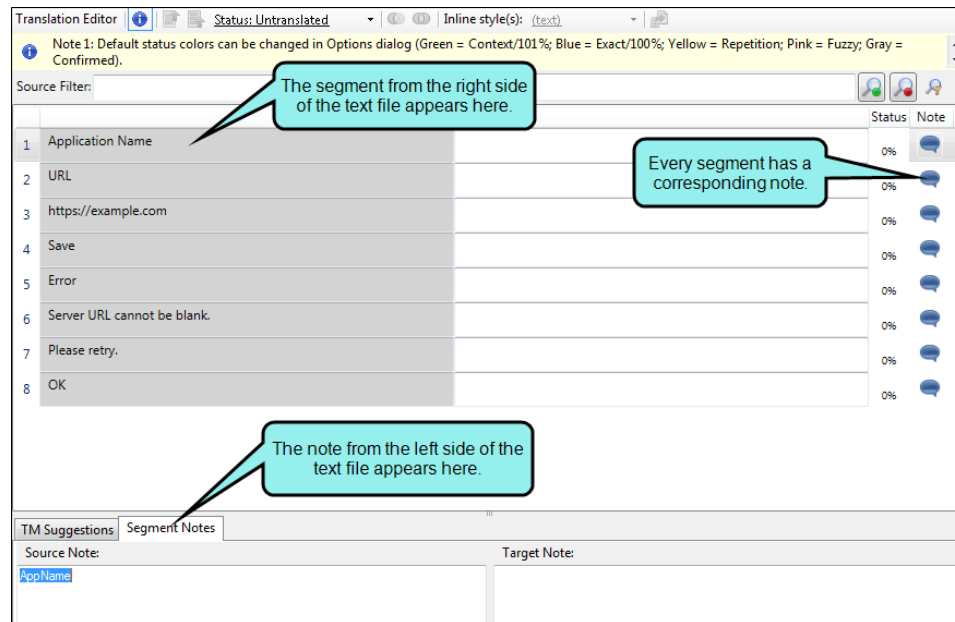 Translation Editor Status: Untranslated Inline style(s): (text)
Note 1: Default status colors can be changed in Options dialog (Green = Context/101%; Blue = Exact/100%; Yellow = Repetition; Pink = Fuzzy; Gray =
Confirmed).
Source Filter:
The segment from the right side
of the text file appears here.
Status Note
1 Application Name 0%
Every segment has a
corresponding note.
2 URL 0%
3 https://example.com 0%
4 Save 0%
5 Error 0%
6 Server URL cannot be blank. 0%
7 Please retry. 0%
8 OK 0%
The note from the left side of the
text file appears here.
TM Suggestions Segment Notes
Source Note: Target Note:
AppName